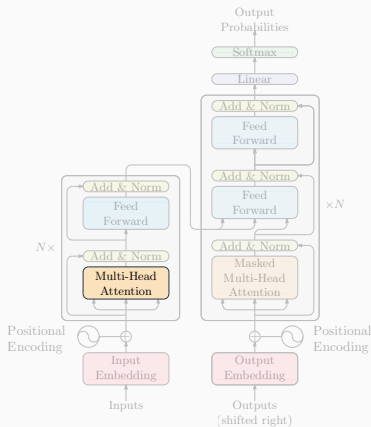 Output
Probabilities
Softmax
Linear
Add & Norm
Feed
Forward
Add & Norm
Add & Norm
Feed
Forward
Feed
Forward
N×
×N
Add & Norm
Add & Norm
Multi-Head
Attention
Masked
Multi-Head
Attention
Positional
Encoding
Positional
Encoding
Input
Embedding
Output
Embedding
Inputs
Outputs
[shifted right)